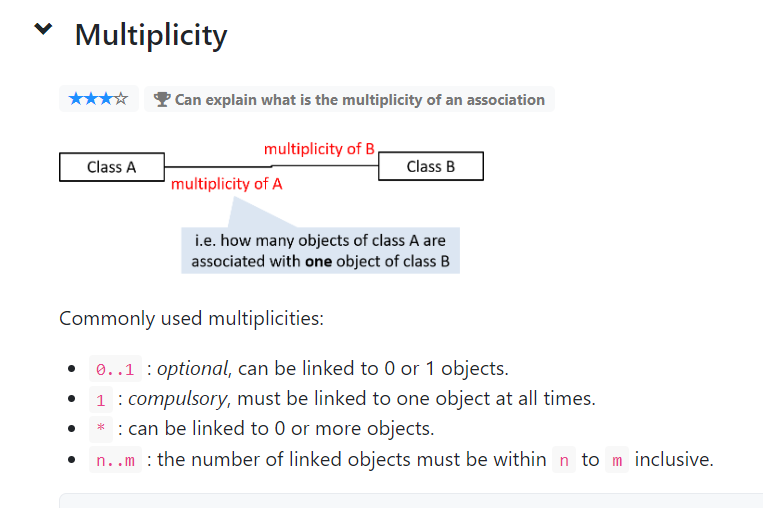 Multiplicity
★★★☆ 🏆 Can explain what is the multiplicity of an association
multiplicity of B
Class A
Class B
multiplicity of A
i.e. how many objects of class A are
associated with one object of class B
Commonly used multiplicities:
• 0..1 : optional, can be linked to 0 or 1 objects.
• 1 : compulsory, must be linked to one object at all times.
• * : can be linked to 0 or more objects.
• n..m : the number of linked objects must be within n to m inclusive.